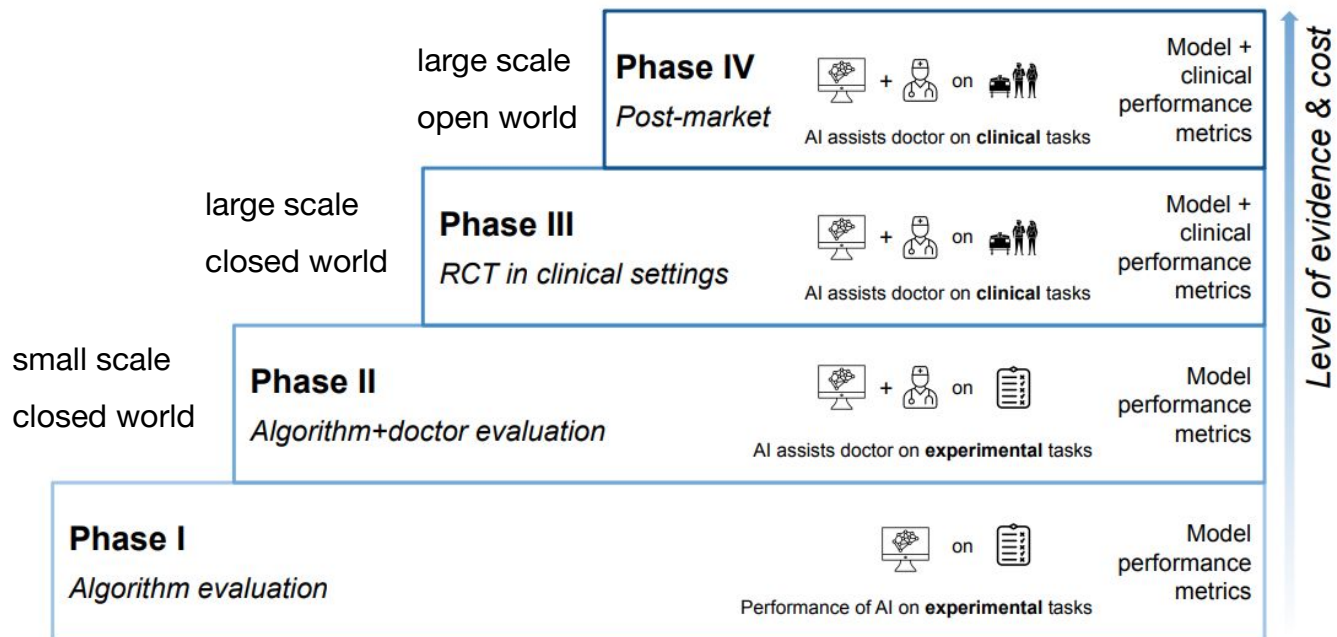 large scale
open world
Phase IV
Post-market
+
on
AI assists doctor on clinical tasks
Model +
clinical
performance
metrics
large scale
closed world
Phase III
RCT in clinical settings
+
on
AI assists doctor on clinical tasks
Model +
clinical
performance
metrics
small scale
closed world
Phase II
Algorithm+doctor evaluation
+
on
AI assists doctor on experimental tasks
Model
performance
metrics
Phase I
Algorithm evaluation
on
Performance of AI on experimental tasks
Model
performance
metrics
Level of evidence & cost